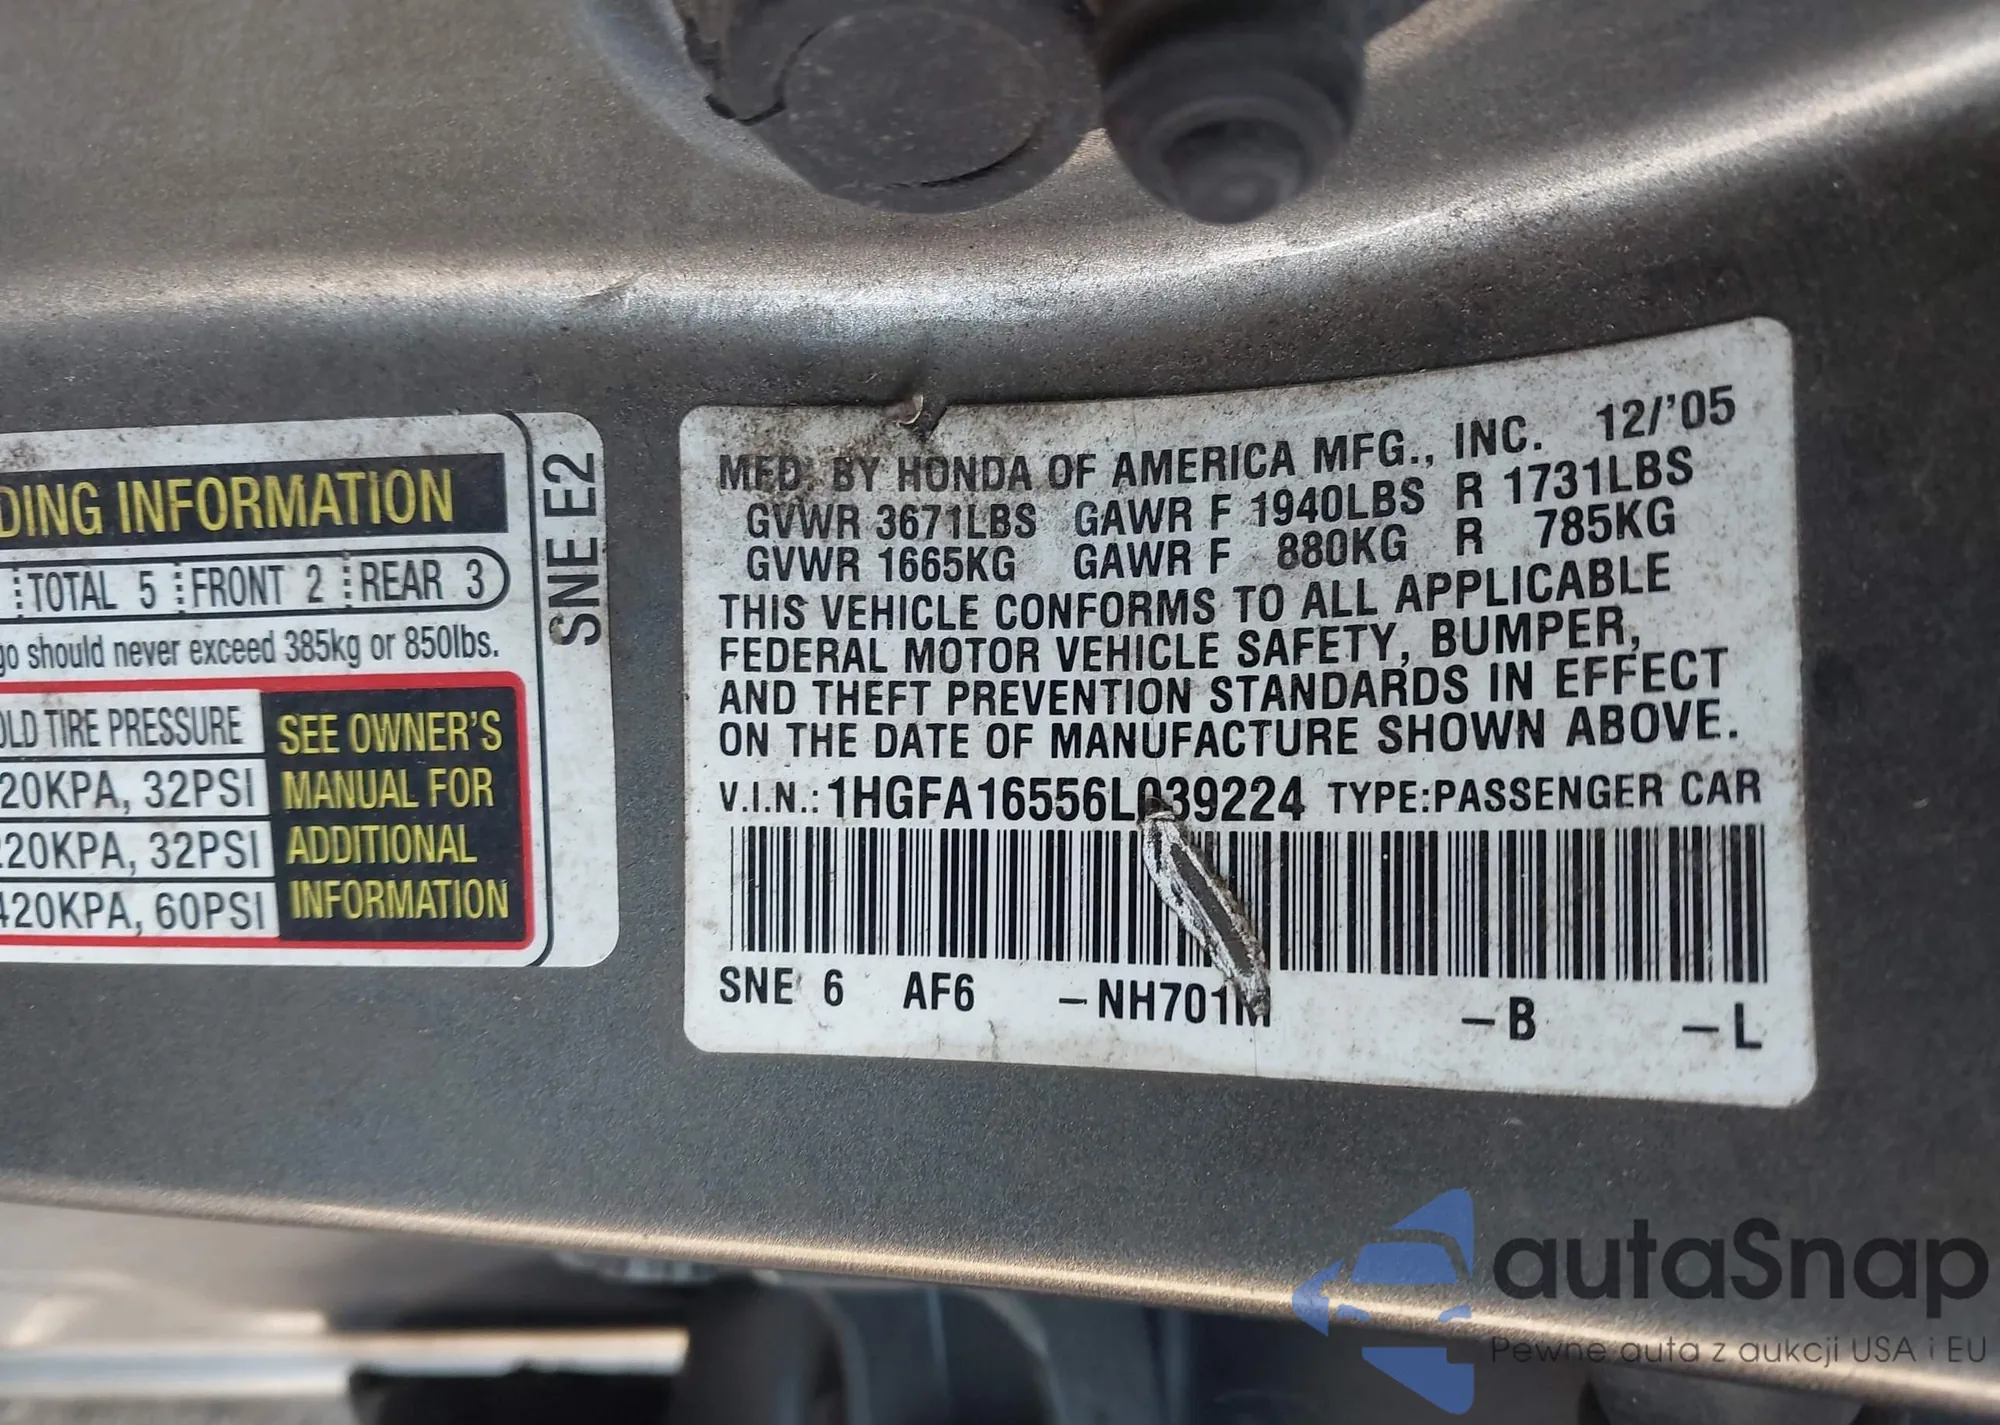 DING INFORMATION
TOTAL 5 FRONT 2 REAR 3
go should never exceed 385kg or 850lbs.
OLD TIRE PRESSURE
20KPA, 32PSI
220KPA, 32PSI
420KPA, 60PSI
SEE OWNER'S
MANUAL FOR
ADDITIONAL
INFORMATION
SNE E2
MFD. BY HONDA OF AMERICA MFG., INC. 12/'05
GVWR 3671LBS GAWR F 1940LBS R 1731LBS
GVWR 1665KG GAWR F 880KG R 785KG
THIS VEHICLE CONFORMS TO ALL APPLICABLE
FEDERAL MOTOR VEHICLE SAFETY, BUMPER,
AND THEFT PREVENTION STANDARDS IN EFFECT
ON THE DATE OF MANUFACTURE SHOWN ABOVE.
V.I.N.: 1HGFA16556L039224 TYPE:PASSENGER CAR
SNE 6 AF6 -NH701M -B -L
autaSnap
Pewne auta z aukcji USA i EU